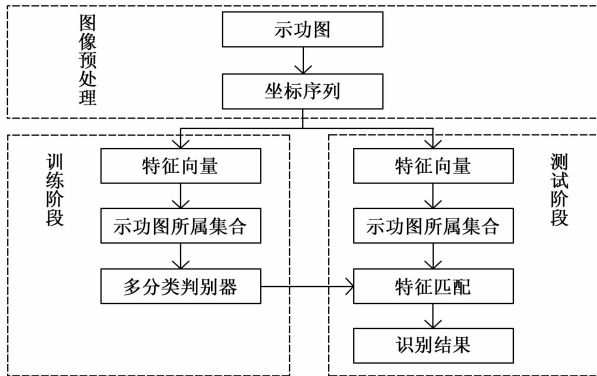 图像预处理
示功图
坐标序列
训练阶段
特征向量
示功图所属集合
多分类判别器
测试阶段
特征向量
示功图所属集合
特征匹配
识别结果